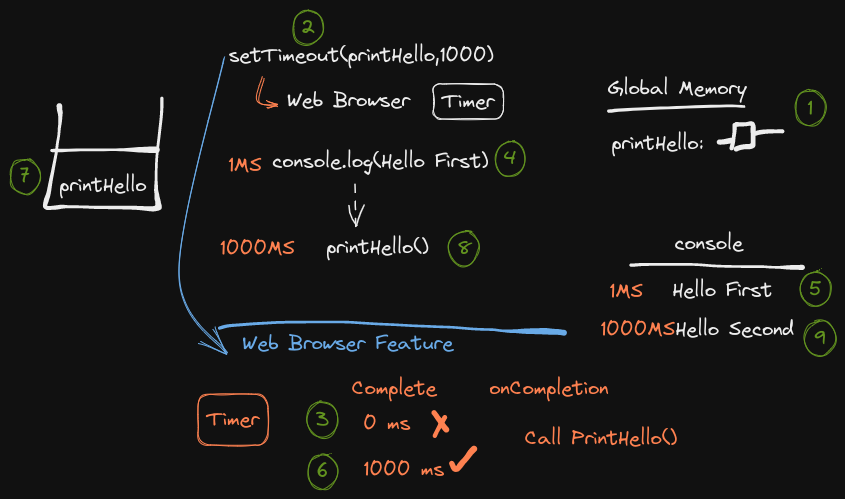 2
setTimeout(printHello,1000)
Web Browser Timer
Global Memory
1
printHello:
1MS console.log(Hello First) 4
7
printHello
1000MS printHello() 8
console
1MS Hello First 5
1000MS Hello Second 9
Web Browser Feature
Complete onCompletion
Timer
3 0 ms
Call PrintHello()
6 1000 ms